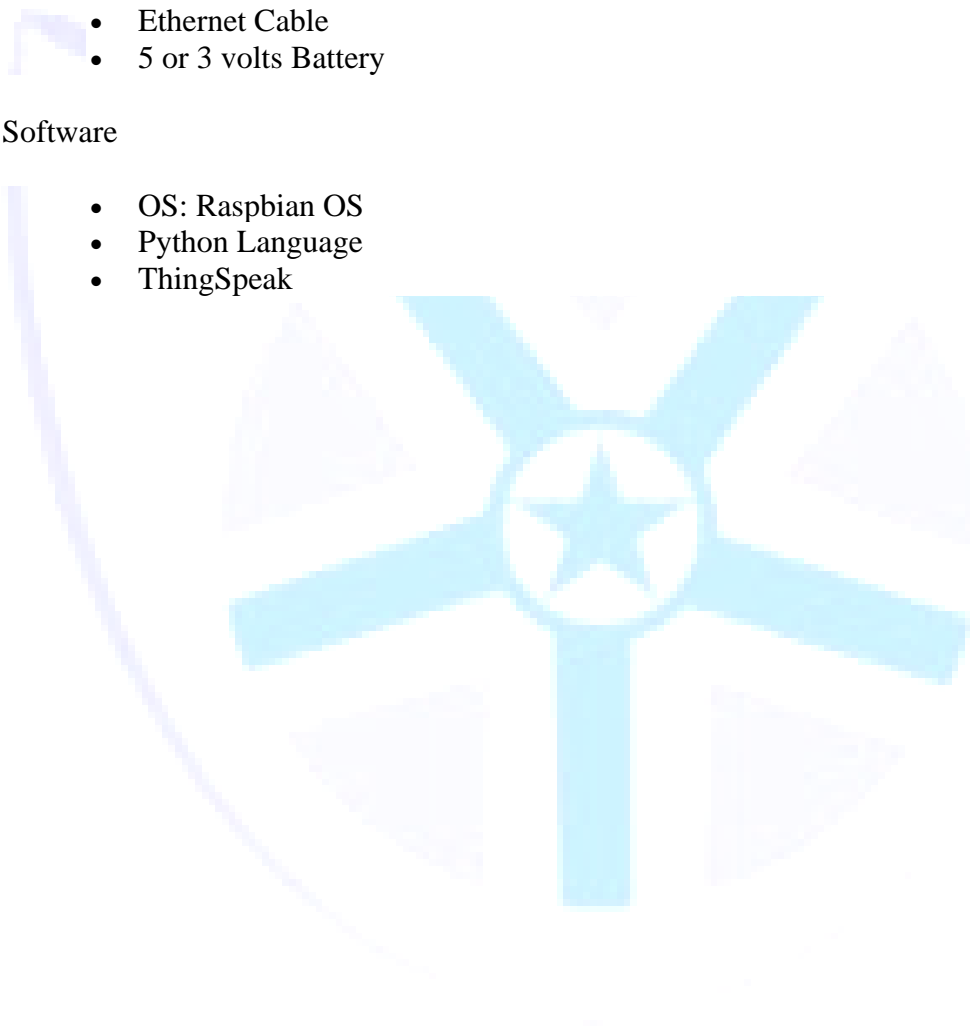 • Ethernet Cable
• 5 or 3 volts Battery
Software
• OS: Raspbian OS
• Python Language
• ThingSpeak